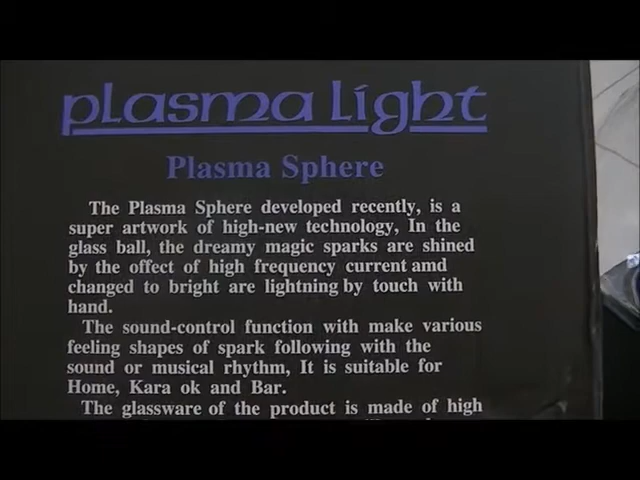 plasma light
Plasma Sphere
The Plasma Sphere developed recently, is a
super artwork of high-new technology, In the
glass ball, the dreamy magic sparks are shined
by the offect of high frequency current amd
changed to bright are lightning by touch with
hand.
The sound-control function with make various
feeling shapes of spark following with the
sound or musical rhythm, It is suitable for
Home, Kara ok and Bar.
The glassware of the product is made of high